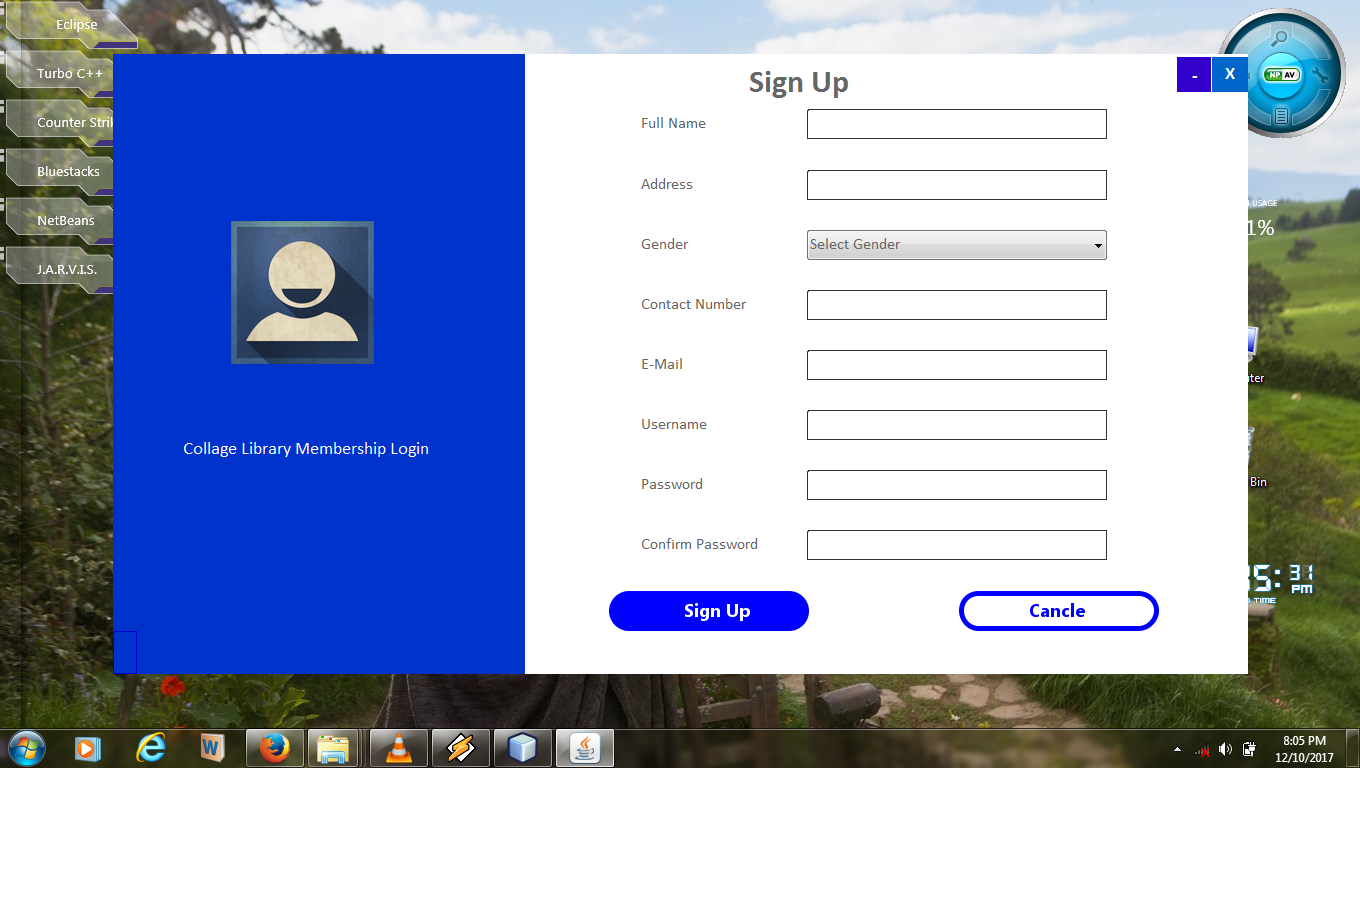 Eclipse
Turbo C++
Counter Strik
Bluestacks
NetBeans
J.A.R.V.I.S.
Collage Library Membership Login
Sign Up
- X
Full Name
Address
Gender Select Gender
Contact Number
E-Mail
Username
Password
Confirm Password
Sign Up Cancle
NP AV
USAGE
1%
ter
Bin
5: 31
PM
TIME
8:05 PM
12/10/2017